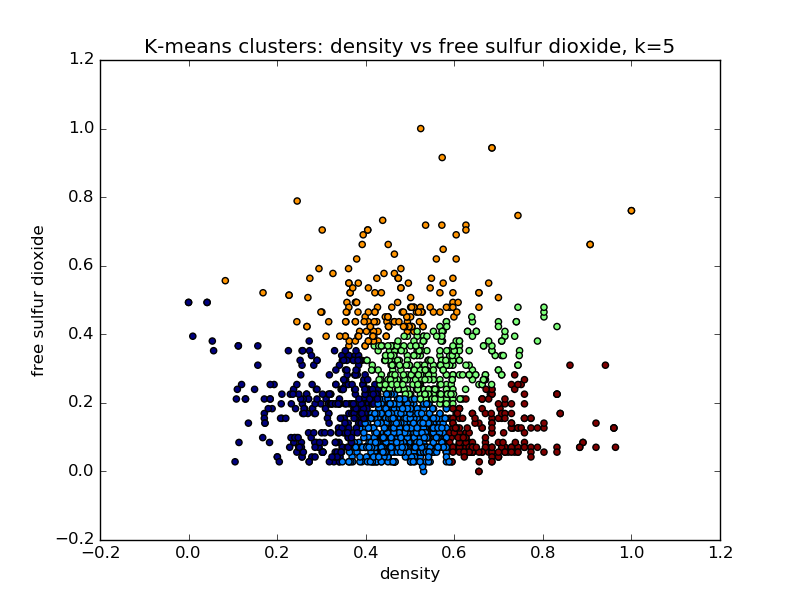 K-means clusters: density vs free sulfur dioxide, k=5
1.2
1.0
0.8
0.6
0.4
0.2
0.0
−0.2
free sulfur dioxide
−0.2 0.0 0.2 0.4 0.6 0.8 1.0 1.2
density